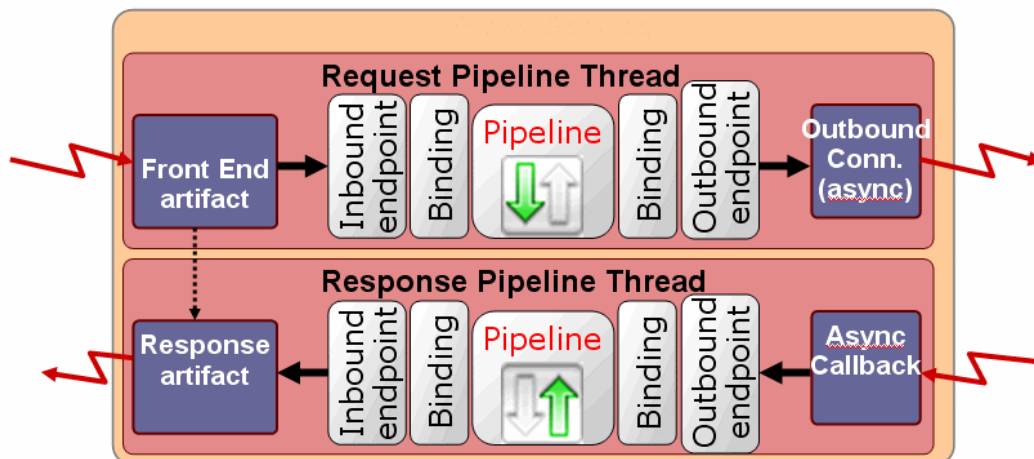 Request Pipeline Thread
Front End
artifact
Inbound
endpoint
Binding
Pipeline
Binding
Outbound
endpoint
Outbound
Conn.
(async)
Response Pipeline Thread
Response
artifact
Inbound
endpoint
Binding
Pipeline
Binding
Outbound
endpoint
Async
Callback